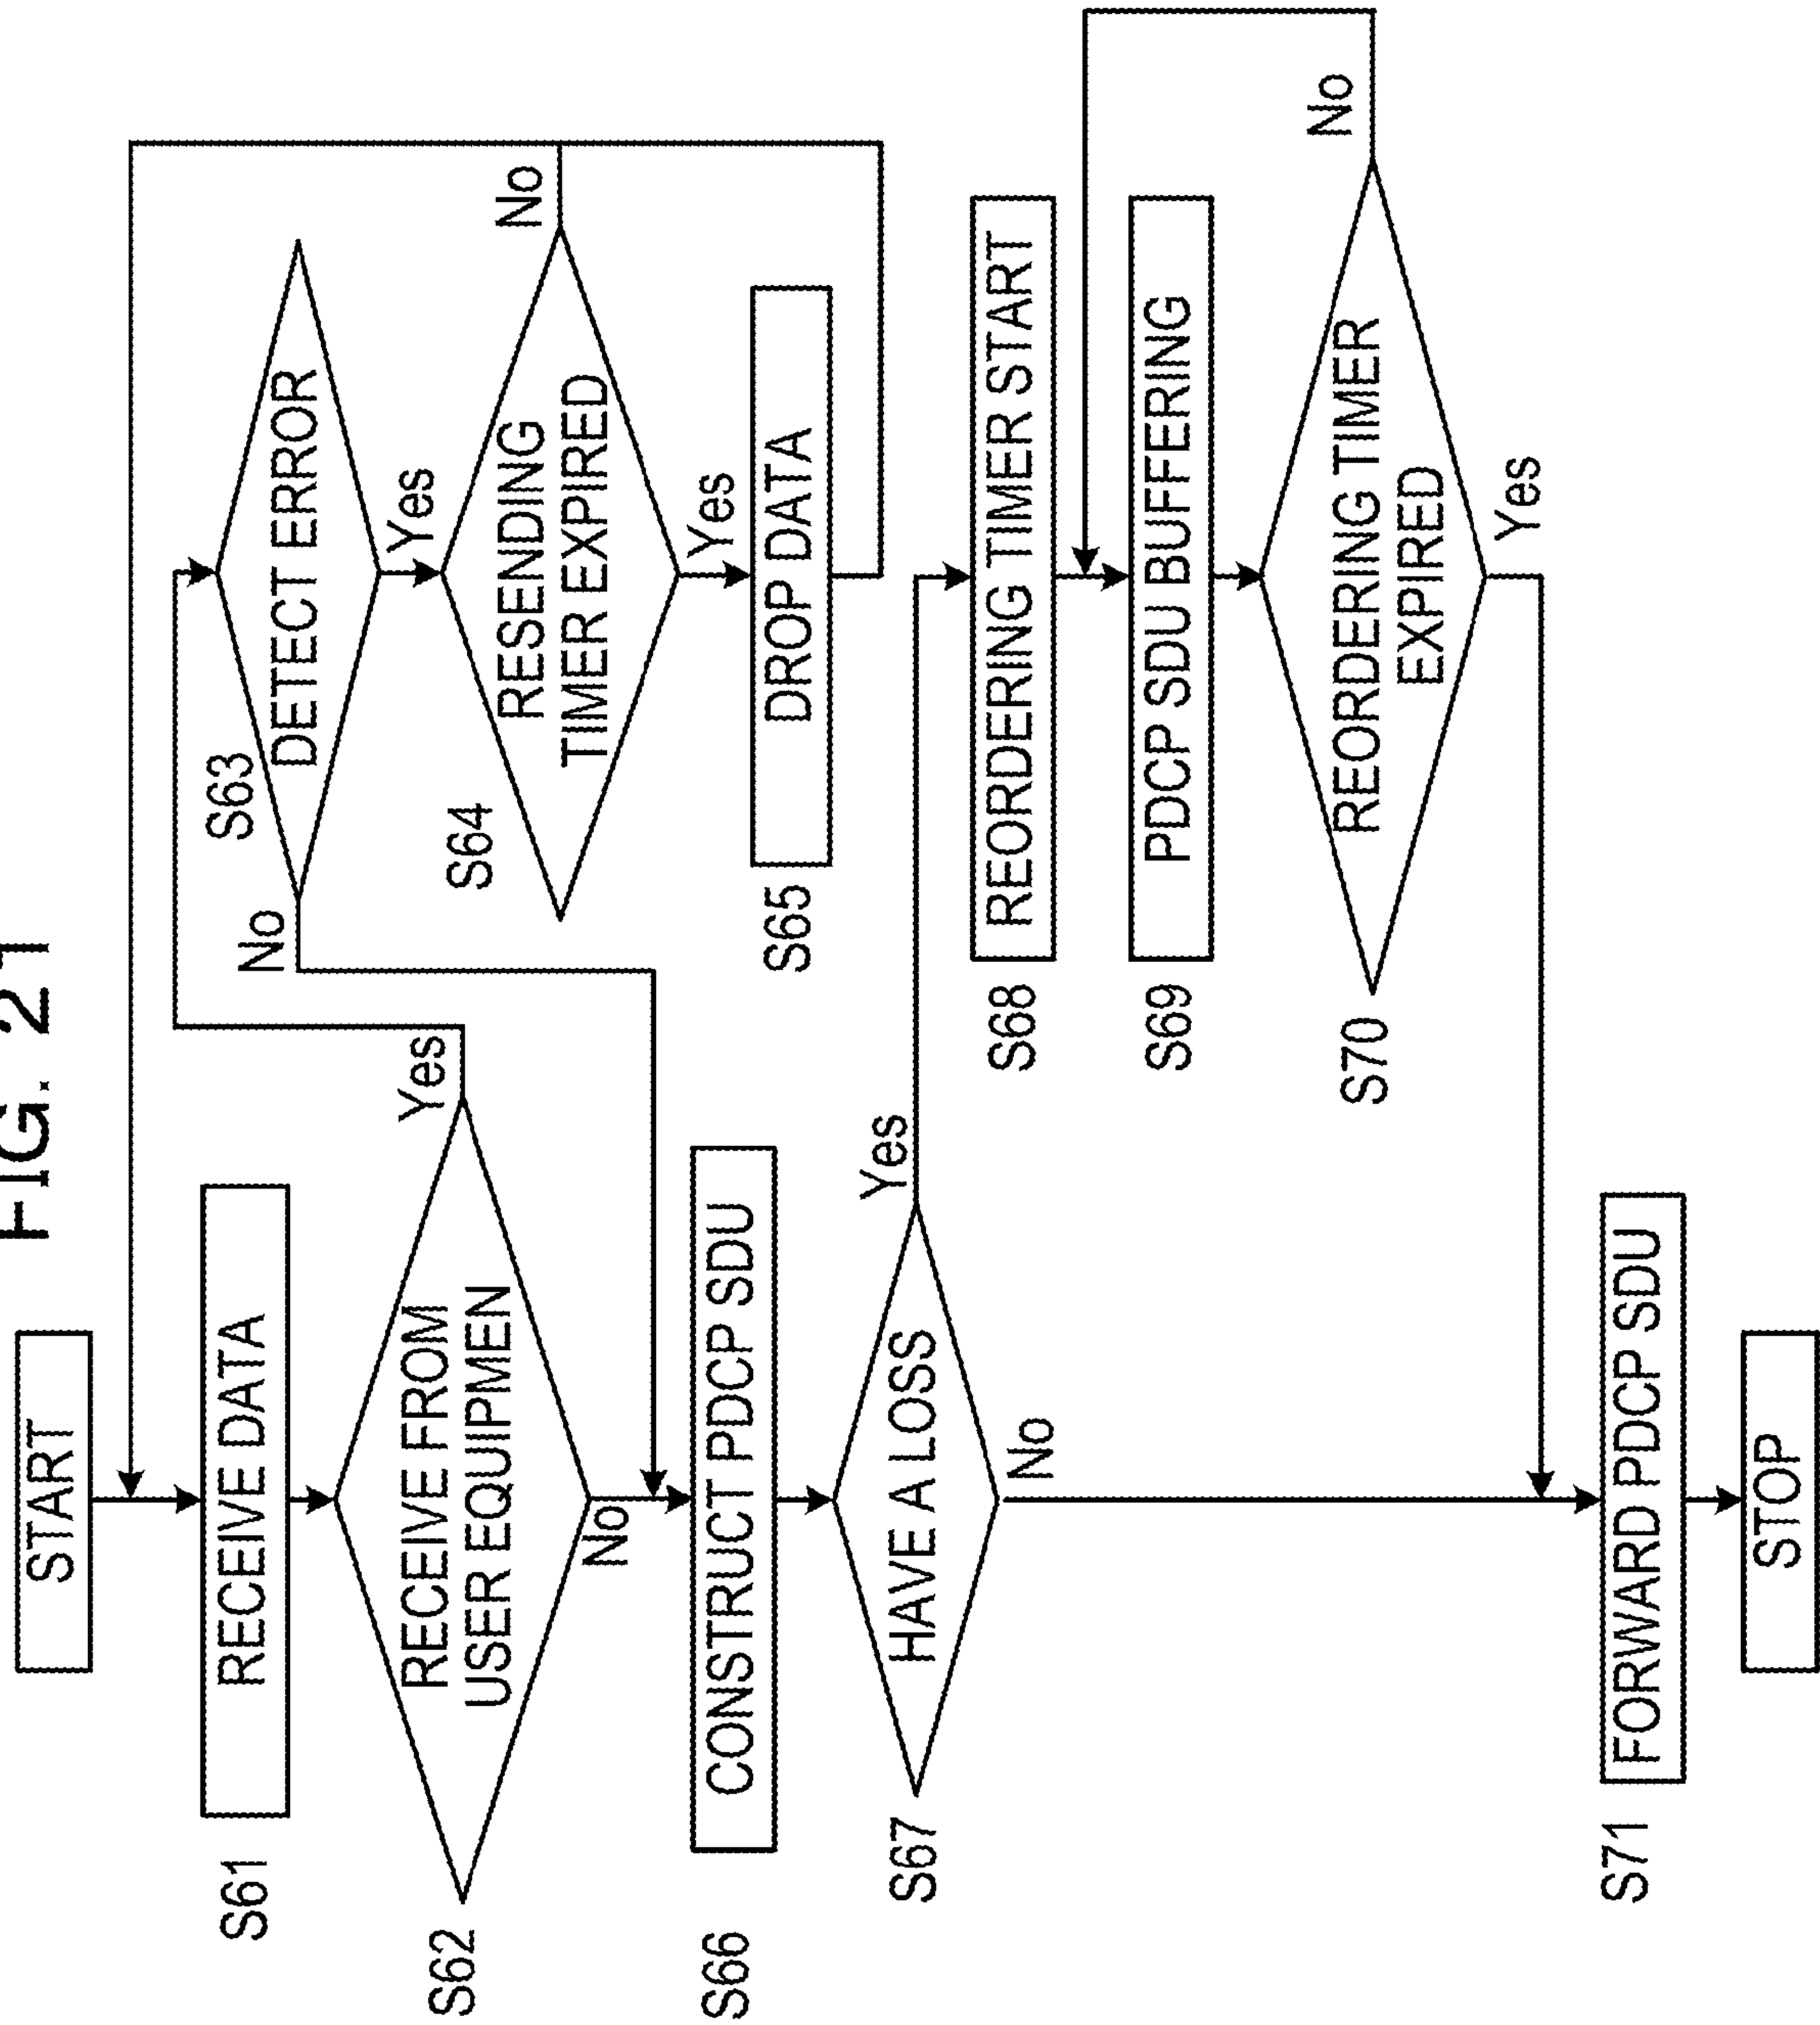 FIG. 21
START
S61
RECEIVE DATA
S62
RECEIVE FROM
USER EQUIPMEN
Yes
No
S63
DETECT ERROR
No
Yes
S64
RESENDING
TIMER EXPIRED
No
Yes
S65
DROP DATA
S66
CONSTRUCT PDCP SDU
S67
HAVE A LOSS
Yes
No
S68
REORDERING TIMER START
S69
PDCP SDU BUFFERING
S70
REORDERING TIMER
EXPIRED
No
Yes
S71
FORWARD PDCP SDU
STOP